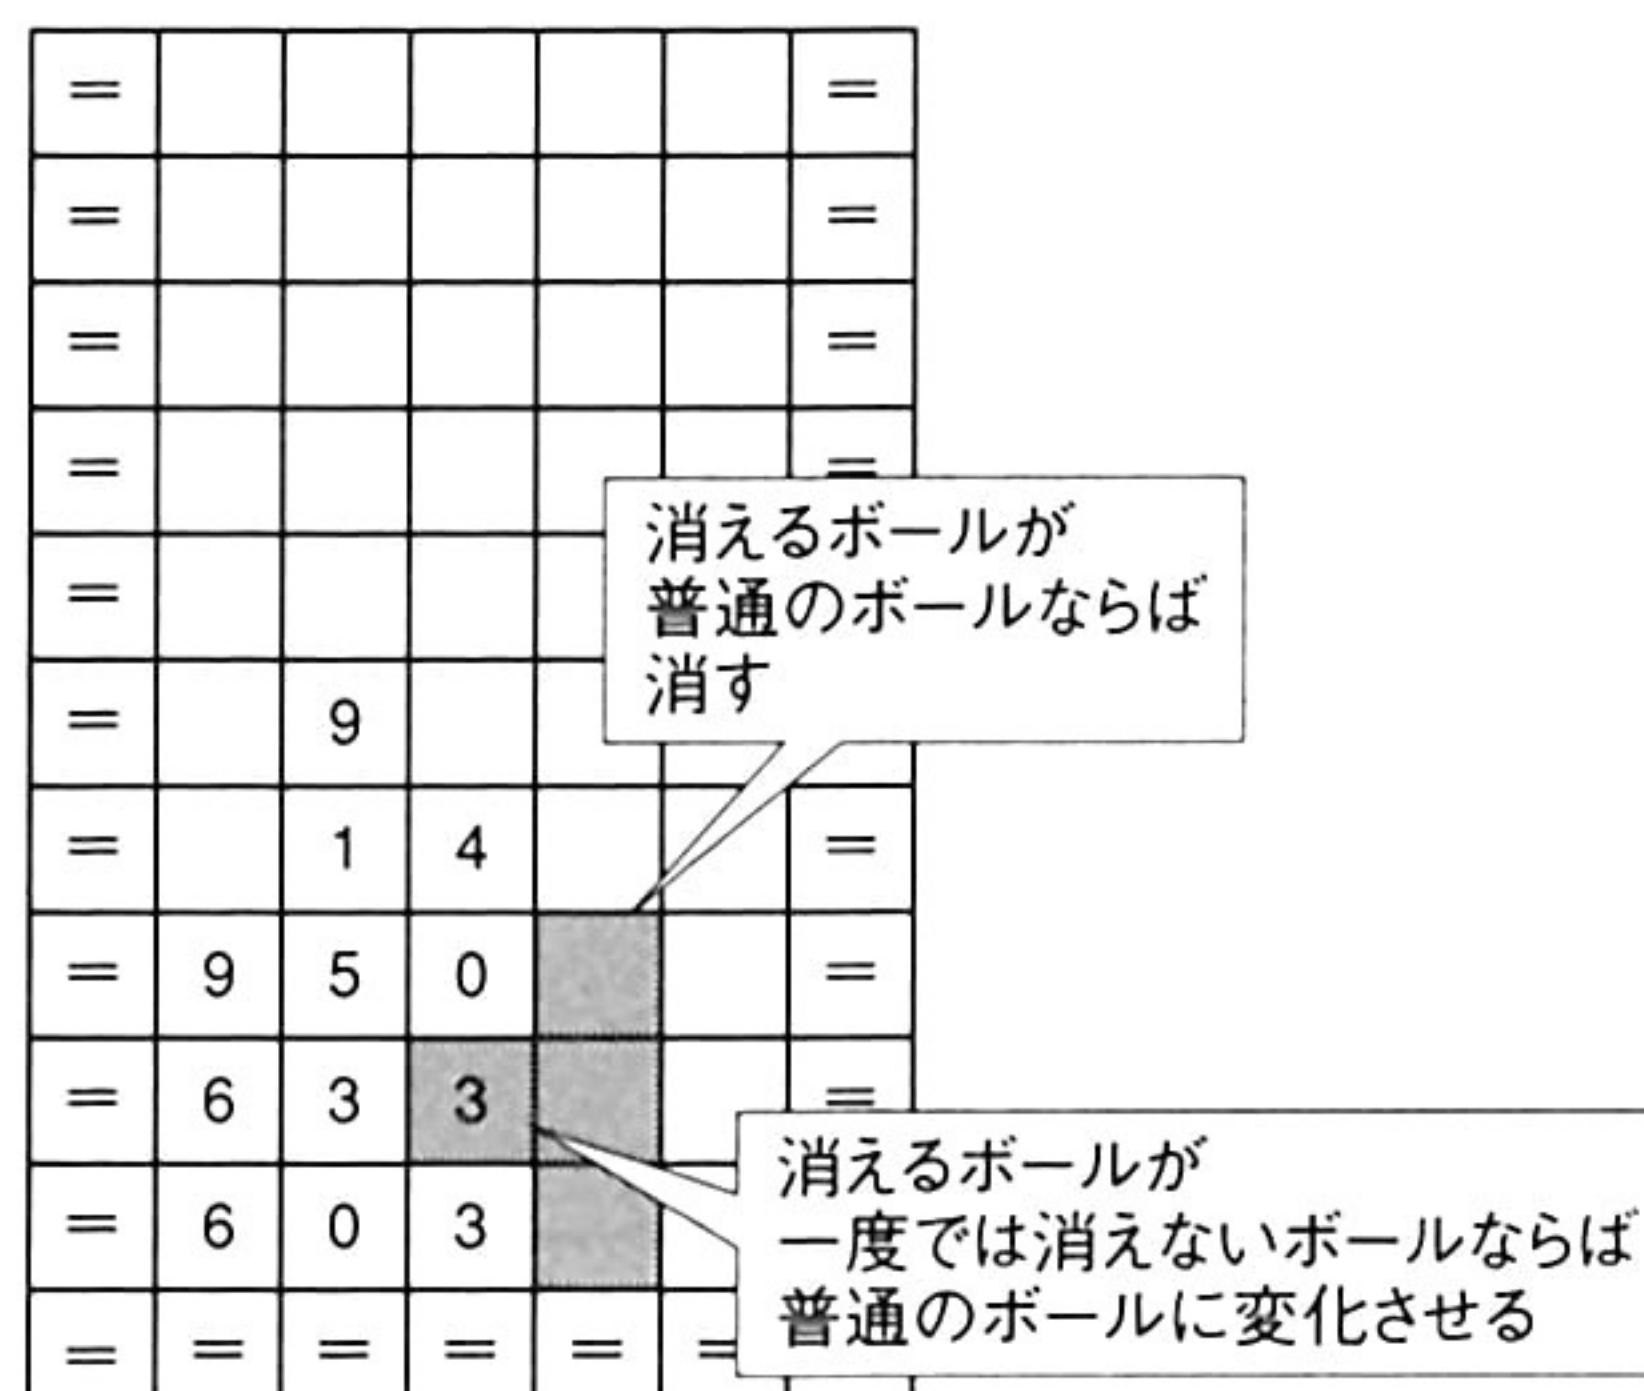 = =
= =
= =
= =
=
= 9
= 1 4 =
= 9 5 0 =
= 6 3 3 =
= 6 0 3
= = = = = =
消えるボールが
普通のボールならば
消す
消えるボールが
一度では消えないボールならば
普通のボールに変化させる